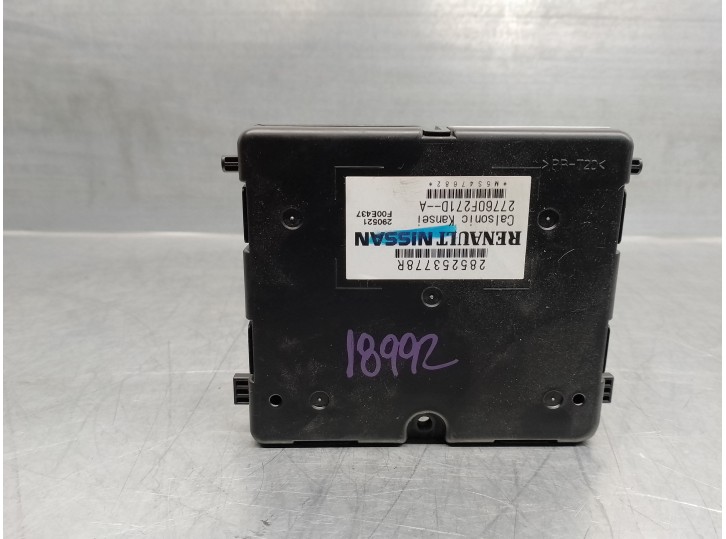 >PP-T20<
*M5547682*
27760F271D--A
Calsonic Kansei
290521
F00E437
RENAULT NISSAN
285253778R
18992